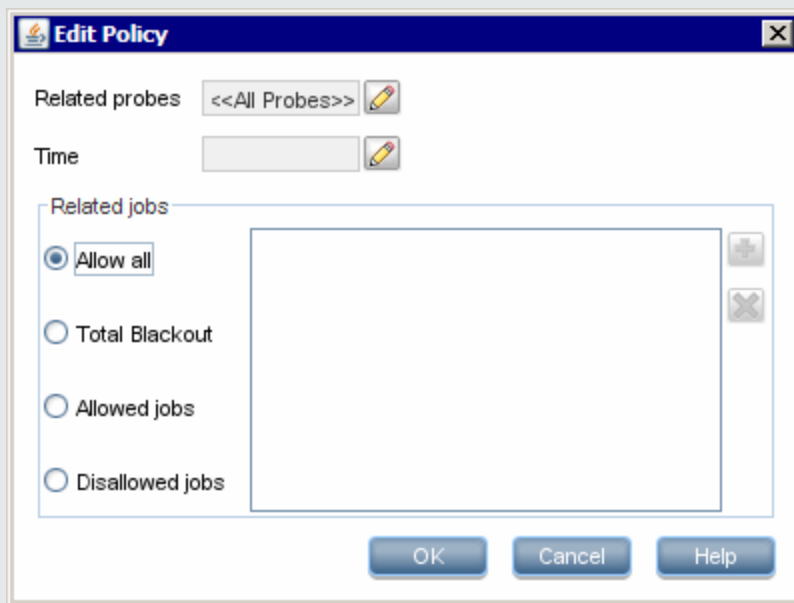 Edit Policy
Related probes <<All Probes>>
Time
Related jobs
Allow all
Total Blackout
Allowed jobs
Disallowed jobs
OK Cancel Help